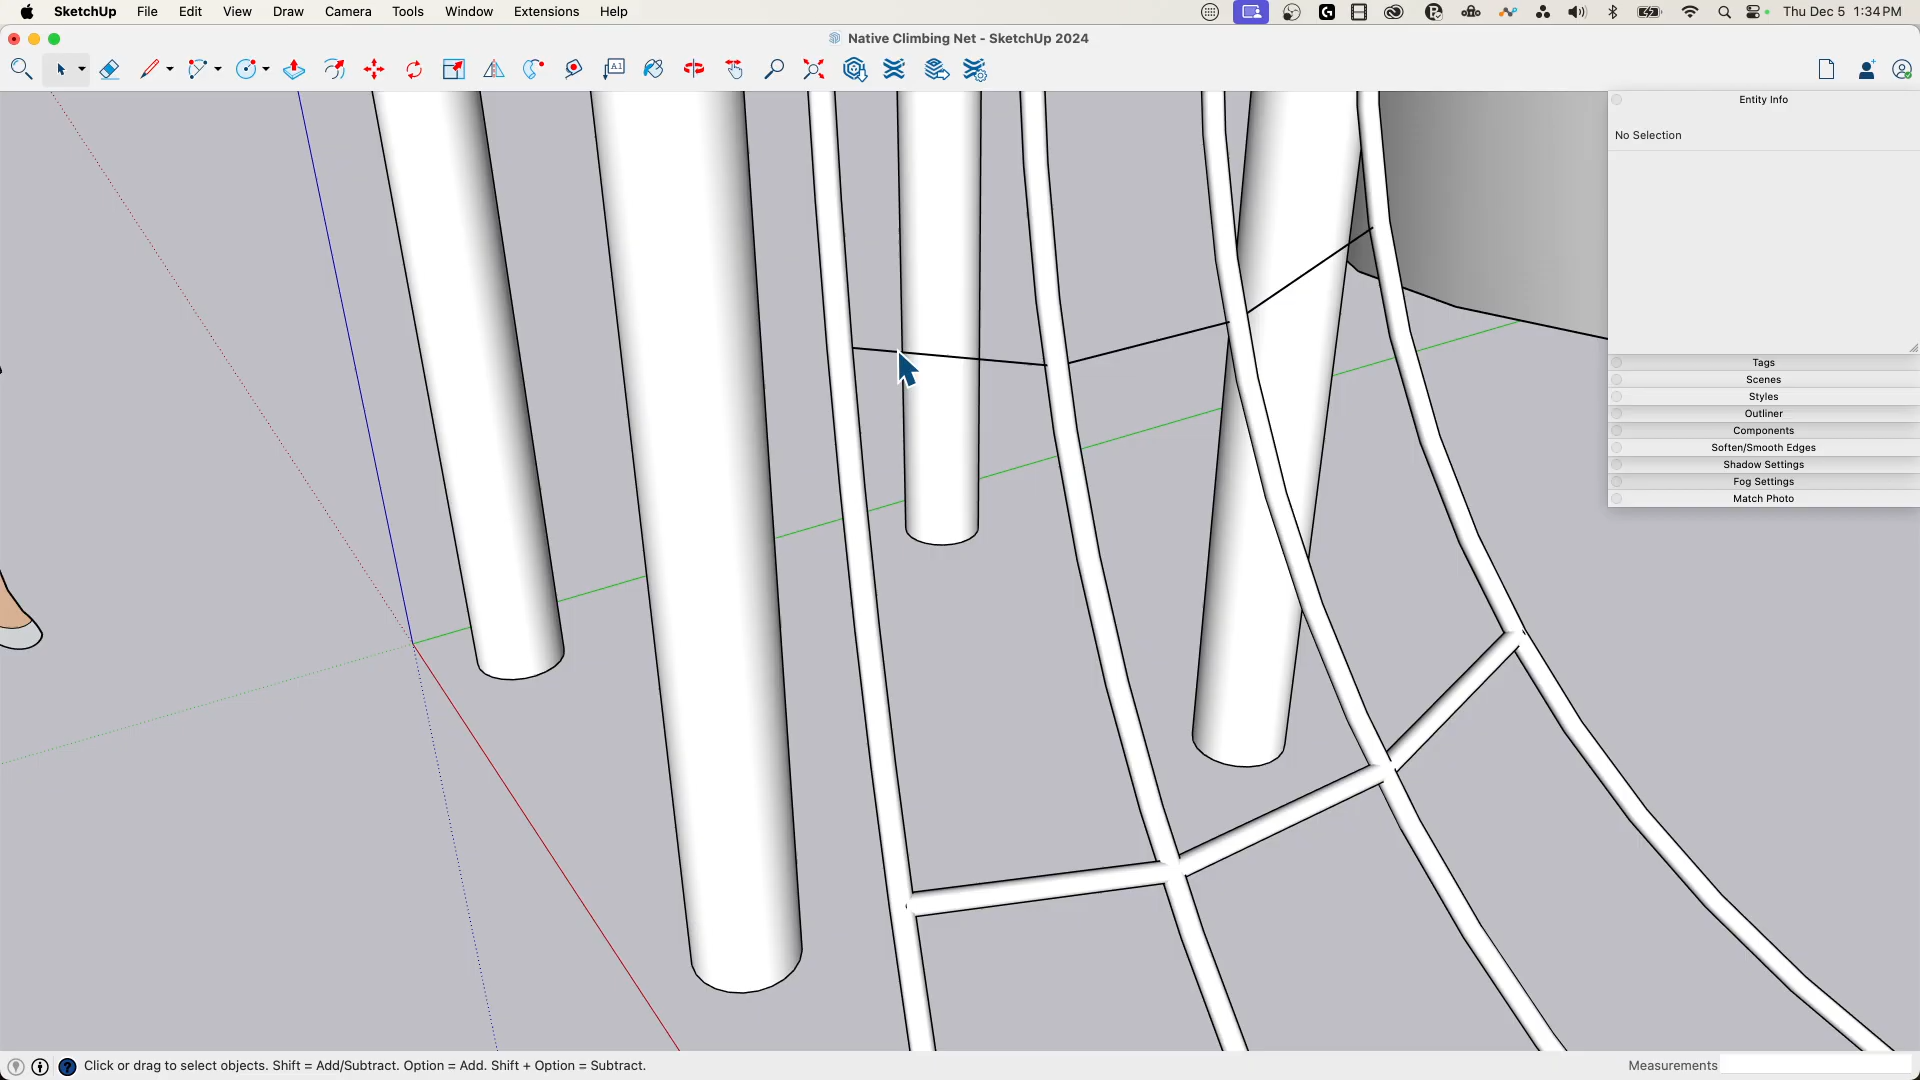 SketchUp File Edit View Draw Camera Tools Window Extensions Help Thu Dec 5 1:34 PM
Native Climbing Net - SketchUp 2024
A1
Entity Info
No Selection
Tags
Scenes
Styles
Outliner
Components
Soften/Smooth Edges
Shadow Settings
Fog Settings
Match Photo
Click or drag to select objects. Shift = Add/Subtract. Option = Add. Shift + Option = Subtract. Measurements